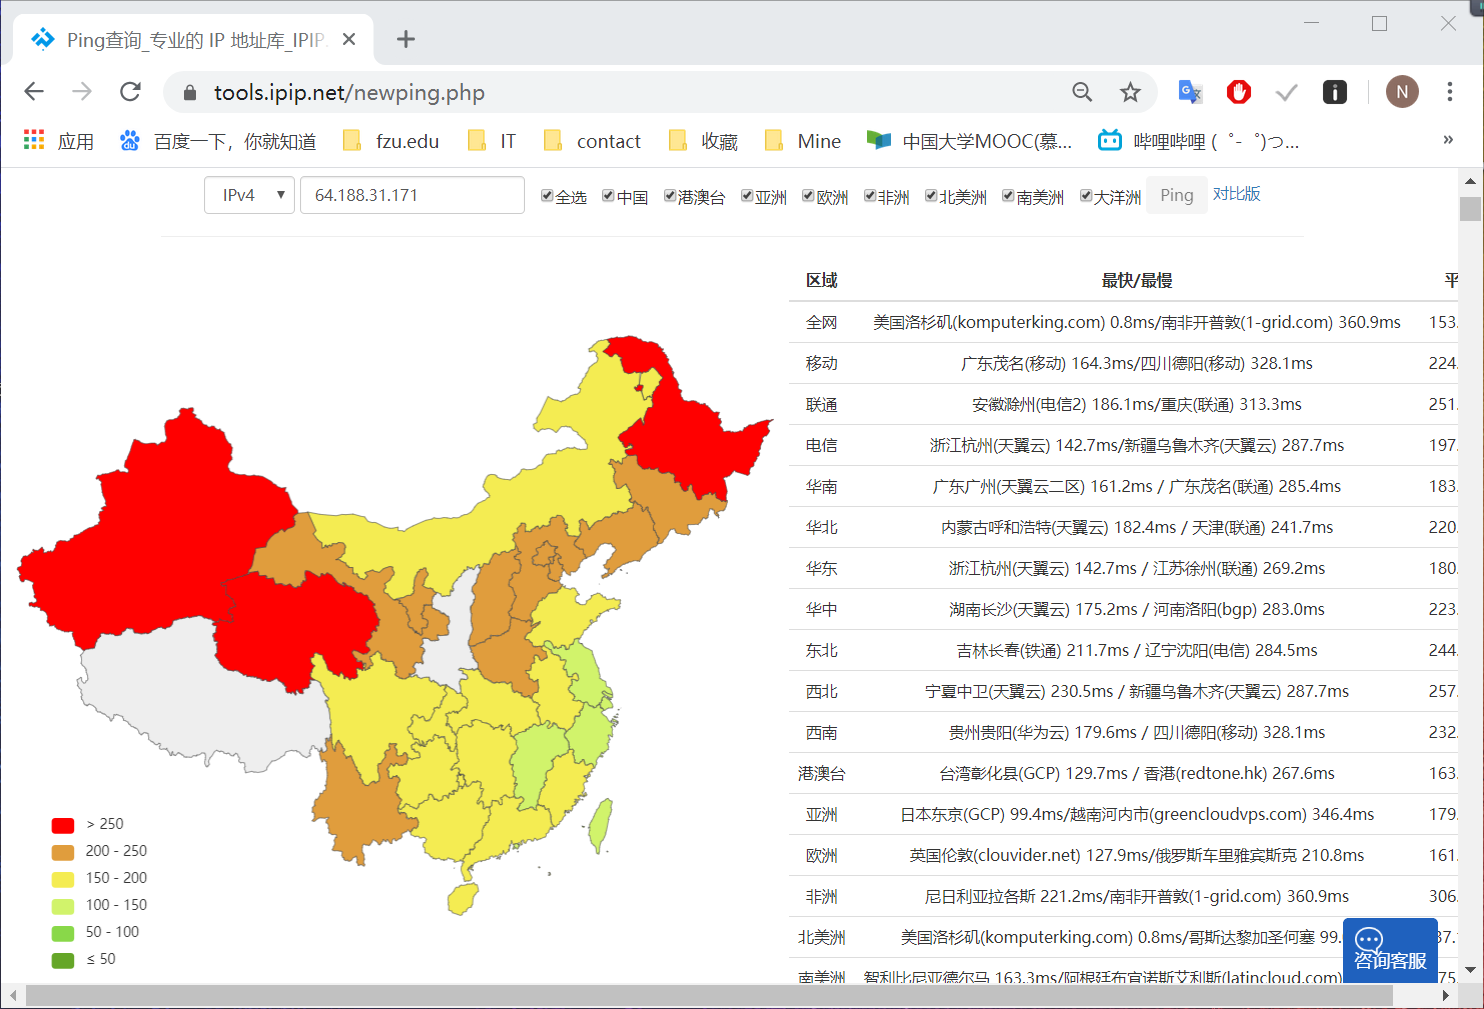 Ping查询_专业的 IP 地址库_IPIP.
tools.ipip.net/newping.php
N
应用 百度一下，你就知道 fzu.edu IT contact 收藏 Mine 中国大学MOOC(慕... 哔哩哔哩 ( ゜- ゜)つ... »
IPv4 64.188.31.171 全选 中国 港澳台 亚洲 欧洲 非洲 北美洲 南美洲 大洋洲 Ping 对比版
区域 最快/最慢 平
全网 美国洛杉矶(komputerking.com) 0.8ms/南非开普敦(1-grid.com) 360.9ms 153.
移动 广东茂名(移动) 164.3ms/四川德阳(移动) 328.1ms 224.
联通 安徽滁州(电信2) 186.1ms/重庆(联通) 313.3ms 251.
电信 浙江杭州(天翼云) 142.7ms/新疆乌鲁木齐(天翼云) 287.7ms 197.
华南 广东广州(天翼云二区) 161.2ms / 广东茂名(联通) 285.4ms 183.
华北 内蒙古呼和浩特(天翼云) 182.4ms / 天津(联通) 241.7ms 220.
华东 浙江杭州(天翼云) 142.7ms / 江苏徐州(联通) 269.2ms 180.
华中 湖南长沙(天翼云) 175.2ms / 河南洛阳(bgp) 283.0ms 223.
东北 吉林长春(铁通) 211.7ms / 辽宁沈阳(电信) 284.5ms 244.
西北 宁夏中卫(天翼云) 230.5ms / 新疆乌鲁木齐(天翼云) 287.7ms 257.
西南 贵州贵阳(华为云) 179.6ms / 四川德阳(移动) 328.1ms 232.
港澳台 台湾彰化县(GCP) 129.7ms / 香港(redtone.hk) 267.6ms 163.
亚洲 日本东京(GCP) 99.4ms/越南河内市(greencloudvps.com) 346.4ms 179.
欧洲 英国伦敦(clouvider.net) 127.9ms/俄罗斯车里雅宾斯克 210.8ms 161.
非洲 尼日利亚拉各斯 221.2ms/南非开普敦(1-grid.com) 360.9ms 306.
北美洲 美国洛杉矶(komputerking.com) 0.8ms/哥斯达黎加圣何塞 99.
南美洲 智利比尼亚德尔马 163.3ms/阿根廷布宜诺斯艾利斯(latincloud.com)
> 250
200 - 250
150 - 200
100 - 150
50 - 100
≤ 50
咨询客服